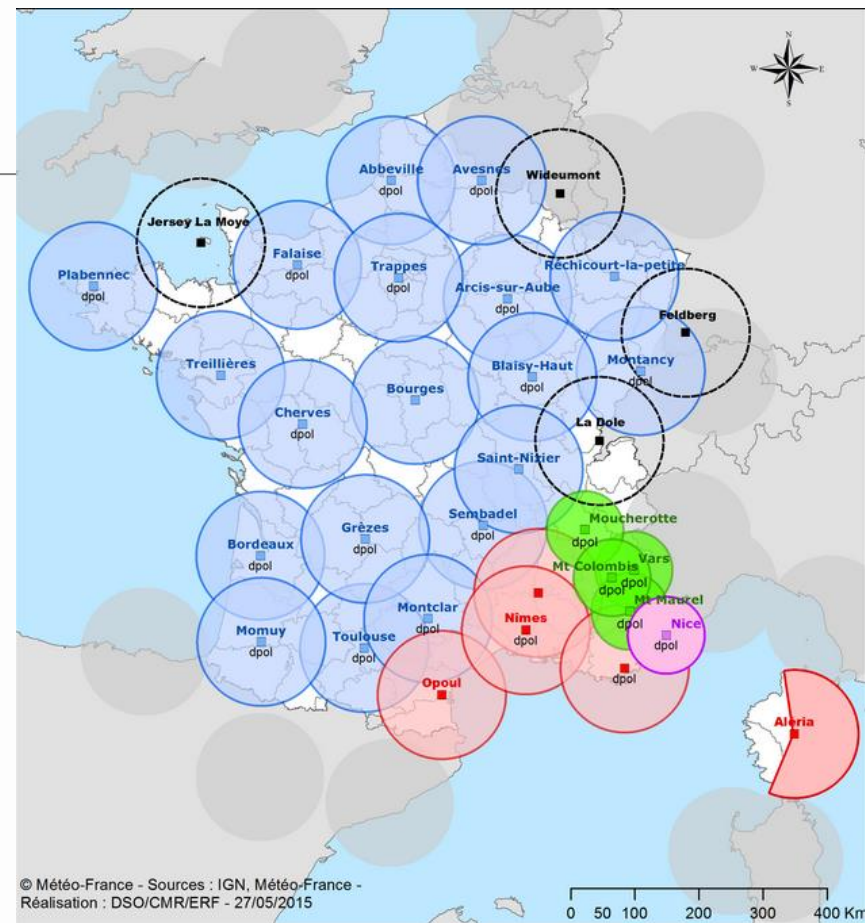 N
W E
S
Abbeville
dpol
Avesnes
dpol
Wideumont
Jersey La Moye
Plabennec
dpol
Falaise
Trappes
dpol
Arcis-sur-Aube
dpol
Réchicourt-la-petite
Feldberg
Treillières
Cherves
dpol
Bourges
Blaisy-Haut
dpol
Montancy
dpol
La Dole
Saint-Nizier
Bordeaux
dpol
Grèzes
dpol
Sembadel
dpol
Moucherotte
dpol
Mt Colombis
dpol
Vars
dpol
Mt Maurel
dpol
Nice
dpol
Momuy
dpol
Toulouse
dpol
Montclar
dpol
Nîmes
dpol
Opoul
dpol
dpol
Aléria
© Météo-France - Sources : IGN, Météo-France -
Réalisation : DSO/CMR/ERF - 27/05/2015
0 50 100 200 300 400 Km